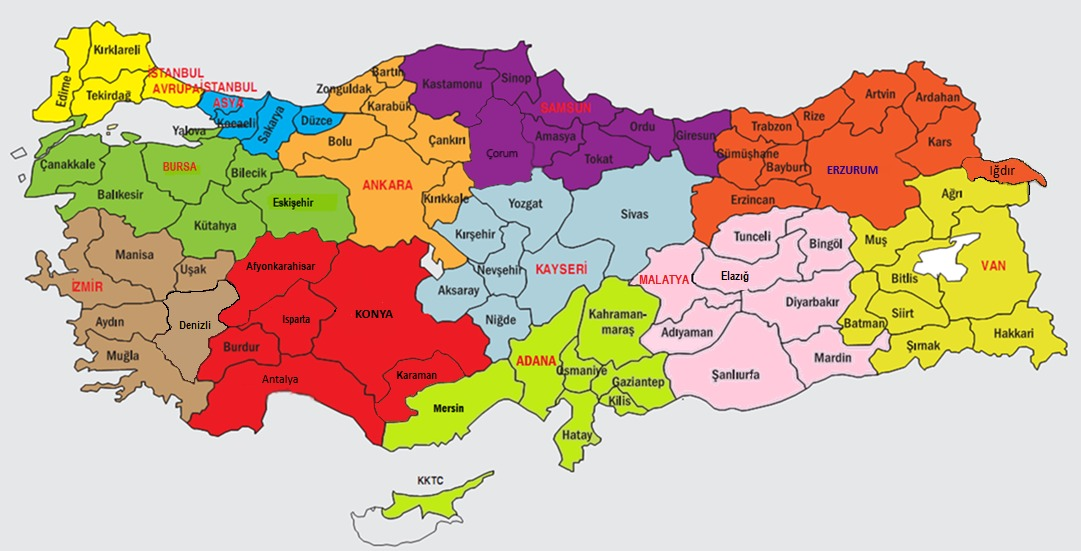 Kırklareli
Edirne
Tekirdağ
İSTANBUL
AVRUPA
İSTANBUL
ASYA
Kocaeli
Sakarya
Düzce
Yalova
Zonguldak
Bartın
Karabük
Bolu
Çankırı
ANKARA
Kırıkkale
Kastamonu
Sinop
SAMSUN
Çorum
Amasya
Ordu
Giresun
Tokat
Trabzon
Rize
Artvin
Ardahan
Kars
Gümüşhane
Bayburt
ERZURUM
Erzincan
Iğdır
Ağrı
Çanakkale
BURSA
Bilecik
Balıkesir
Kütahya
Eskişehir
Yozgat
Sivas
Kırşehir
Nevşehir
KAYSERİ
Aksaray
Niğde
Tunceli
Bingöl
MALATYA
Elazığ
Diyarbakır
Adıyaman
Şanlıurfa
Mardin
Muş
Bitlis
VAN
Siirt
Batman
Şırnak
Hakkari
Manisa
Uşak
İZMİR
Aydın
Denizli
Muğla
Afyonkarahisar
Isparta
KONYA
Burdur
Antalya
Karaman
Mersin
ADANA
Kahraman-
maraş
Osmaniye
Gaziantep
Kilis
Hatay
KKTC